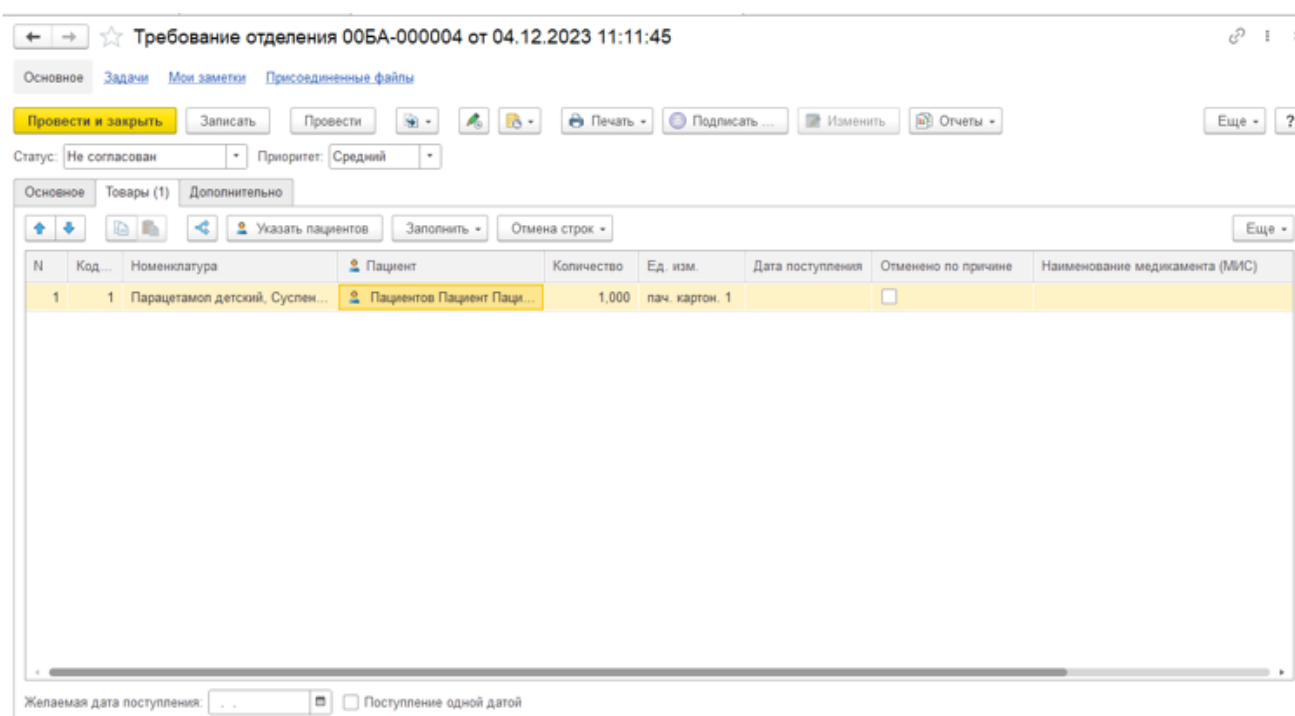 Требование отделения 00БА-000004 от 04.12.2023 11:11:45
Основное Задачи Мои заметки Присоединенные файлы
Провести и закрыть Записать Провести Печать Подписать ... Изменить Отчеты Еще ?
Статус: Не согласован Приоритет: Средний
Основное Товары (1) Дополнительно
Указать пациентов Заполнить Отмена строк Еще
N Код... Номенклатура Пациент Количество Ед. изм. Дата поступления Отменено по причине Наименование медикамента (МИС)
1 1 Парацетамол детский, Суспен... Пациентов Пациент Паци... 1,000 пач. картон. 1
Желаемая дата поступления: . . Поступление одной датой